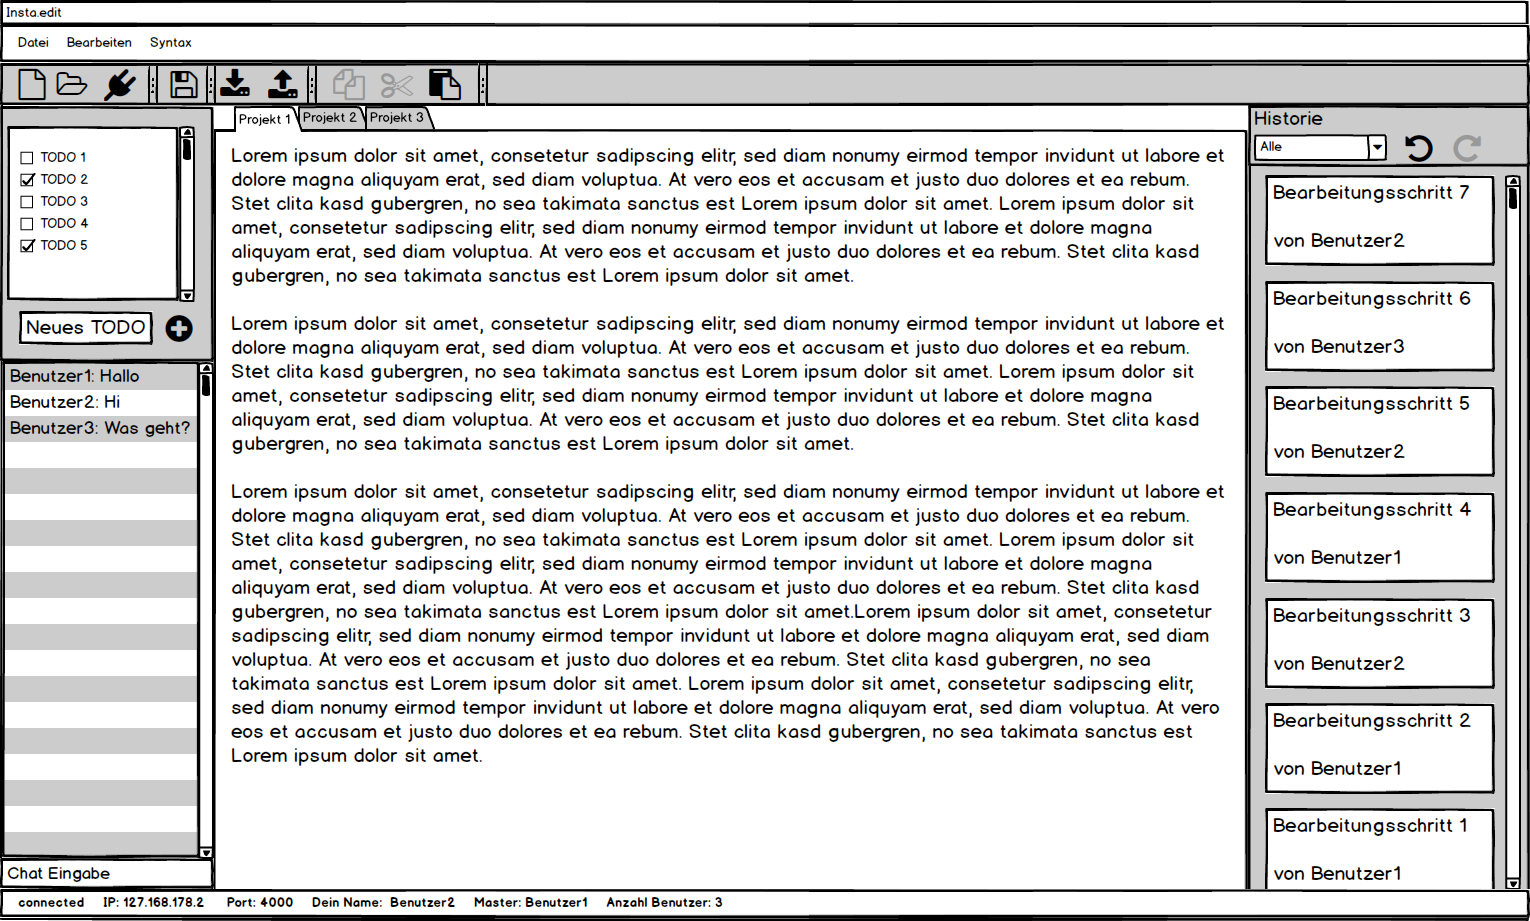 Insta.edit
Datei Bearbeiten Syntax
TODO 1
TODO 2
TODO 3
TODO 4
TODO 5
Neues TODO
Benutzer1: Hallo
Benutzer2: Hi
Benutzer3: Was geht?
Chat Eingabe
Projekt 1 Projekt 2 Projekt 3
Lorem ipsum dolor sit amet, consetetur sadipscing elitr, sed diam nonumy eirmod tempor invidunt ut labore et
dolore magna aliquyam erat, sed diam voluptua. At vero eos et accusam et justo duo dolores et ea rebum.
Stet clita kasd gubergren, no sea takimata sanctus est Lorem ipsum dolor sit amet. Lorem ipsum dolor sit
amet, consetetur sadipscing elitr, sed diam nonumy eirmod tempor invidunt ut labore et dolore magna
aliquyam erat, sed diam voluptua. At vero eos et accusam et justo duo dolores et ea rebum. Stet clita kasd
gubergren, no sea takimata sanctus est Lorem ipsum dolor sit amet.
Lorem ipsum dolor sit amet, consetetur sadipscing elitr, sed diam nonumy eirmod tempor invidunt ut labore et
dolore magna aliquyam erat, sed diam voluptua. At vero eos et accusam et justo duo dolores et ea rebum.
Stet clita kasd gubergren, no sea takimata sanctus est Lorem ipsum dolor sit amet. Lorem ipsum dolor sit
amet, consetetur sadipscing elitr, sed diam nonumy eirmod tempor invidunt ut labore et dolore magna
aliquyam erat, sed diam voluptua. At vero eos et accusam et justo duo dolores et ea rebum. Stet clita kasd
gubergren, no sea takimata sanctus est Lorem ipsum dolor sit amet.
Lorem ipsum dolor sit amet, consetetur sadipscing elitr, sed diam nonumy eirmod tempor invidunt ut labore et
dolore magna aliquyam erat, sed diam voluptua. At vero eos et accusam et justo duo dolores et ea rebum.
Stet clita kasd gubergren, no sea takimata sanctus est Lorem ipsum dolor sit amet. Lorem ipsum dolor sit
amet, consetetur sadipscing elitr, sed diam nonumy eirmod tempor invidunt ut labore et dolore magna
aliquyam erat, sed diam voluptua. At vero eos et accusam et justo duo dolores et ea rebum. Stet clita kasd
gubergren, no sea takimata sanctus est Lorem ipsum dolor sit amet.Lorem ipsum dolor sit amet, consetetur
sadipscing elitr, sed diam nonumy eirmod tempor invidunt ut labore et dolore magna aliquyam erat, sed diam
voluptua. At vero eos et accusam et justo duo dolores et ea rebum. Stet clita kasd gubergren, no sea
takimata sanctus est Lorem ipsum dolor sit amet. Lorem ipsum dolor sit amet, consetetur sadipscing elitr,
sed diam nonumy eirmod tempor invidunt ut labore et dolore magna aliquyam erat, sed diam voluptua. At vero
eos et accusam et justo duo dolores et ea rebum. Stet clita kasd gubergren, no sea takimata sanctus est
Lorem ipsum dolor sit amet.
Historie
Alle
Bearbeitungsschritt 7
von Benutzer2
Bearbeitungsschritt 6
von Benutzer3
Bearbeitungsschritt 5
von Benutzer2
Bearbeitungsschritt 4
von Benutzer1
Bearbeitungsschritt 3
von Benutzer2
Bearbeitungsschritt 2
von Benutzer1
Bearbeitungsschritt 1
von Benutzer1
connected IP: 127.168.178.2 Port: 4000 Dein Name: Benutzer2 Master: Benutzer1 Anzahl Benutzer: 3